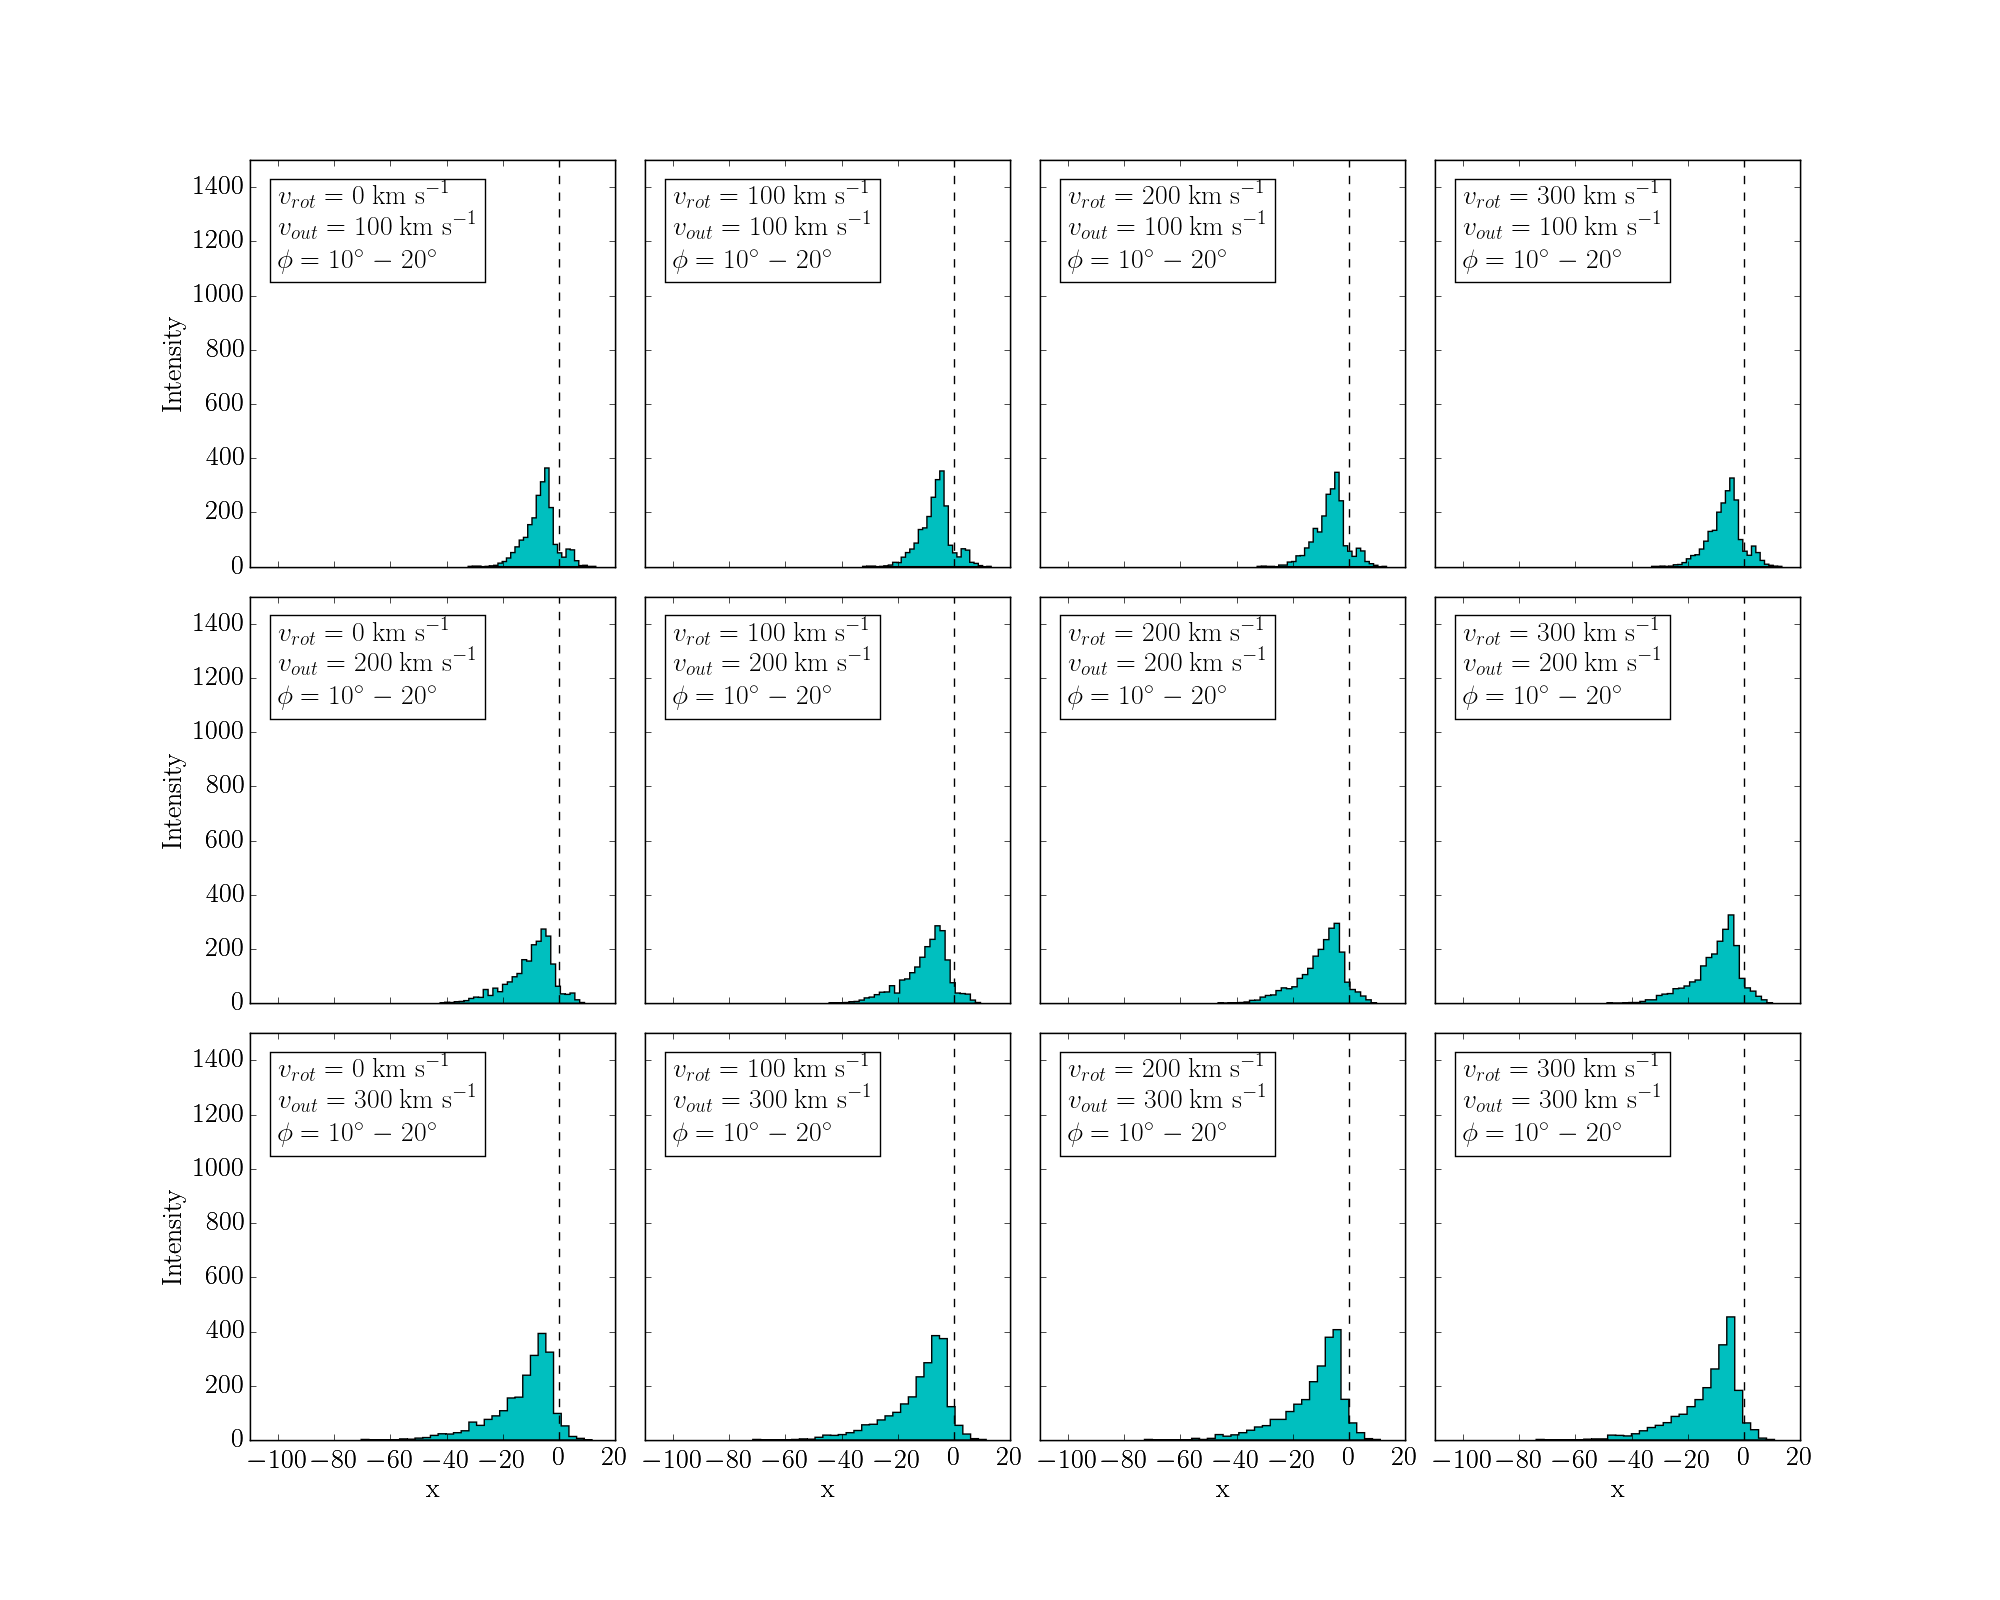 1400
1200
1000
800
600
400
200
0
Intensity
v_rot = 0 km s⁻¹
v_out = 100 km s⁻¹
ϕ = 10° − 20°
v_rot = 100 km s⁻¹
v_out = 100 km s⁻¹
ϕ = 10° − 20°
v_rot = 200 km s⁻¹
v_out = 100 km s⁻¹
ϕ = 10° − 20°
v_rot = 300 km s⁻¹
v_out = 100 km s⁻¹
ϕ = 10° − 20°
1400
1200
1000
800
600
400
200
0
Intensity
v_rot = 0 km s⁻¹
v_out = 200 km s⁻¹
ϕ = 10° − 20°
v_rot = 100 km s⁻¹
v_out = 200 km s⁻¹
ϕ = 10° − 20°
v_rot = 200 km s⁻¹
v_out = 200 km s⁻¹
ϕ = 10° − 20°
v_rot = 300 km s⁻¹
v_out = 200 km s⁻¹
ϕ = 10° − 20°
1400
1200
1000
800
600
400
200
0
Intensity
v_rot = 0 km s⁻¹
v_out = 300 km s⁻¹
ϕ = 10° − 20°
v_rot = 100 km s⁻¹
v_out = 300 km s⁻¹
ϕ = 10° − 20°
v_rot = 200 km s⁻¹
v_out = 300 km s⁻¹
ϕ = 10° − 20°
v_rot = 300 km s⁻¹
v_out = 300 km s⁻¹
ϕ = 10° − 20°
−100 −80 −60 −40 −20 0 20
x
−100 −80 −60 −40 −20 0 20
x
−100 −80 −60 −40 −20 0 20
x
−100 −80 −60 −40 −20 0 20
x